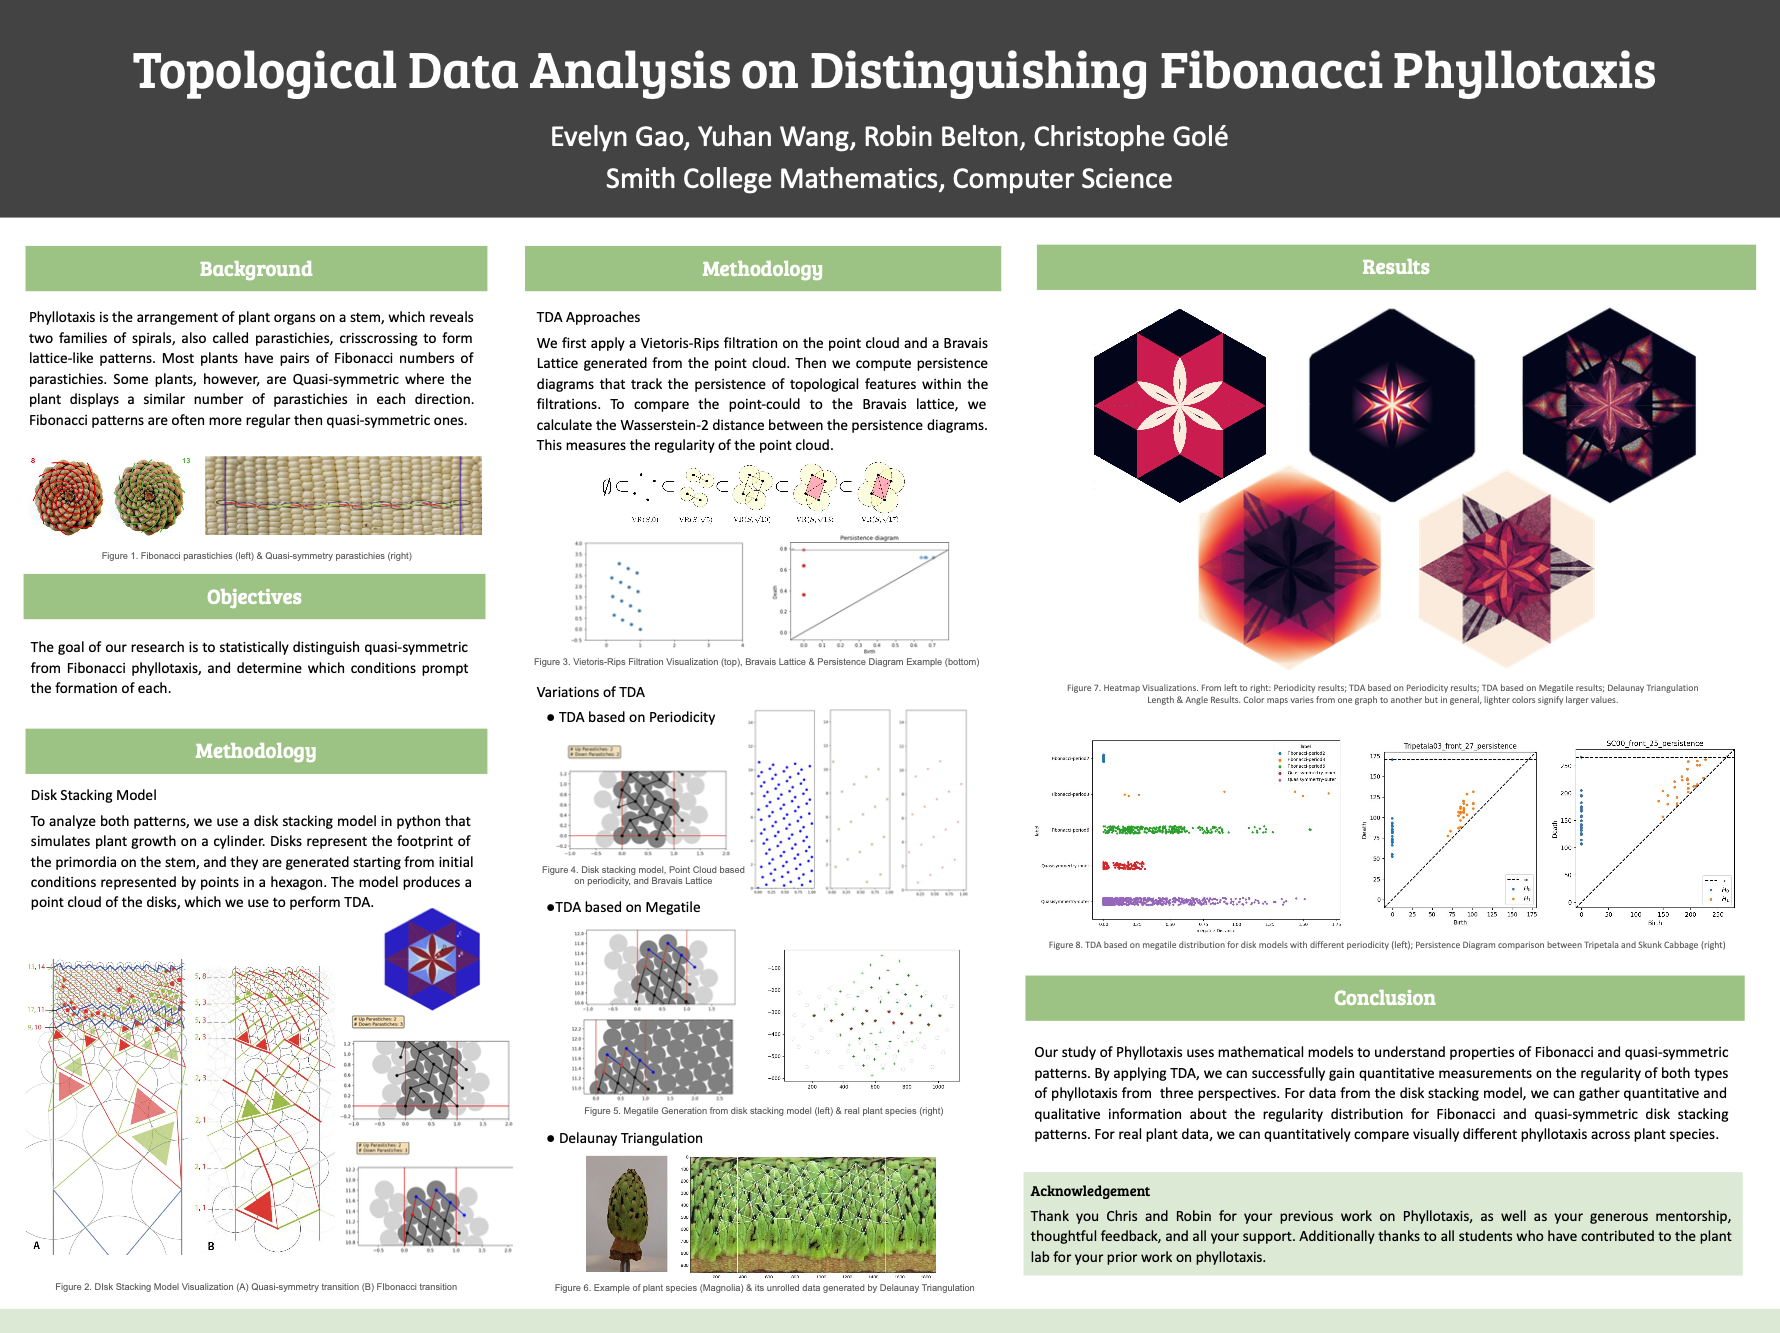 Topological Data Analysis on Distinguishing Fibonacci Phyllotaxis
Evelyn Gao, Yuhan Wang, Robin Belton, Christophe Golé
Smith College Mathematics, Computer Science
Background
Phyllotaxis is the arrangement of plant organs on a stem, which reveals
two families of spirals, also called parastichies, crisscrossing to form
lattice-like patterns. Most plants have pairs of Fibonacci numbers of
parastichies. Some plants, however, are Quasi-symmetric where the
plant displays a similar number of parastichies in each direction.
Fibonacci patterns are often more regular then quasi-symmetric ones.
8
13
Figure 1. Fibonacci parastichies (left) & Quasi-symmetry parastichies (right)
Objectives
The goal of our research is to statistically distinguish quasi-symmetric
from Fibonacci phyllotaxis, and determine which conditions prompt
the formation of each.
Methodology
Disk Stacking Model
To analyze both patterns, we use a disk stacking model in python that
simulates plant growth on a cylinder. Disks represent the footprint of
the primordia on the stem, and they are generated starting from initial
conditions represented by points in a hexagon. The model produces a
point cloud of the disks, which we use to perform TDA.
A
B
Figure 2. DIsk Stacking Model Visualization (A) Quasi-symmetry transition (B) FIbonacci transition
Methodology
TDA Approaches
We first apply a Vietoris-Rips filtration on the point cloud and a Bravais
Lattice generated from the point cloud. Then we compute persistence
diagrams that track the persistence of topological features within the
filtrations. To compare the point-could to the Bravais lattice, we
calculate the Wasserstein-2 distance between the persistence diagrams.
This measures the regularity of the point cloud.
Persistence diagram
Death
Birth
Figure 3. Vietoris-Rips Filtration Visualization (top), Bravais Lattice & Persistence Diagram Example (bottom)
Variations of TDA
● TDA based on Periodicity
# Up Parastiches: 2
# Down Parastiches: 2
Figure 4. Disk stacking model, Point Cloud based
on periodicity, and Bravais Lattice
●TDA based on Megatile
Figure 5. Megatile Generation from disk stacking model (left) & real plant species (right)
● Delaunay Triangulation
Figure 6. Example of plant species (Magnolia) & its unrolled data generated by Delaunay Triangulation
Results
Figure 7. Heatmap Visualizations. From left to right: Periodicity results; TDA based on Periodicity results; TDA based on Megatile results; Delaunay Triangulation
Length & Angle Results. Color maps varies from one graph to another but in general, lighter colors signify larger values.
Tripetala03_front_27_persistence
SC00_front_25_persistence
Death
Birth
Death
Birth
Figure 8. TDA based on megatile distribution for disk models with different periodicity (left); Persistence Diagram comparison between Tripetala and Skunk Cabbage (right)
Conclusion
Our study of Phyllotaxis uses mathematical models to understand properties of Fibonacci and quasi-symmetric
patterns. By applying TDA, we can successfully gain quantitative measurements on the regularity of both types
of phyllotaxis from three perspectives. For data from the disk stacking model, we can gather quantitative and
qualitative information about the regularity distribution for Fibonacci and quasi-symmetric disk stacking
patterns. For real plant data, we can quantitatively compare visually different phyllotaxis across plant species.
Acknowledgement
Thank you Chris and Robin for your previous work on Phyllotaxis, as well as your generous mentorship,
thoughtful feedback, and all your support. Additionally thanks to all students who have contributed to the plant
lab for your prior work on phyllotaxis.